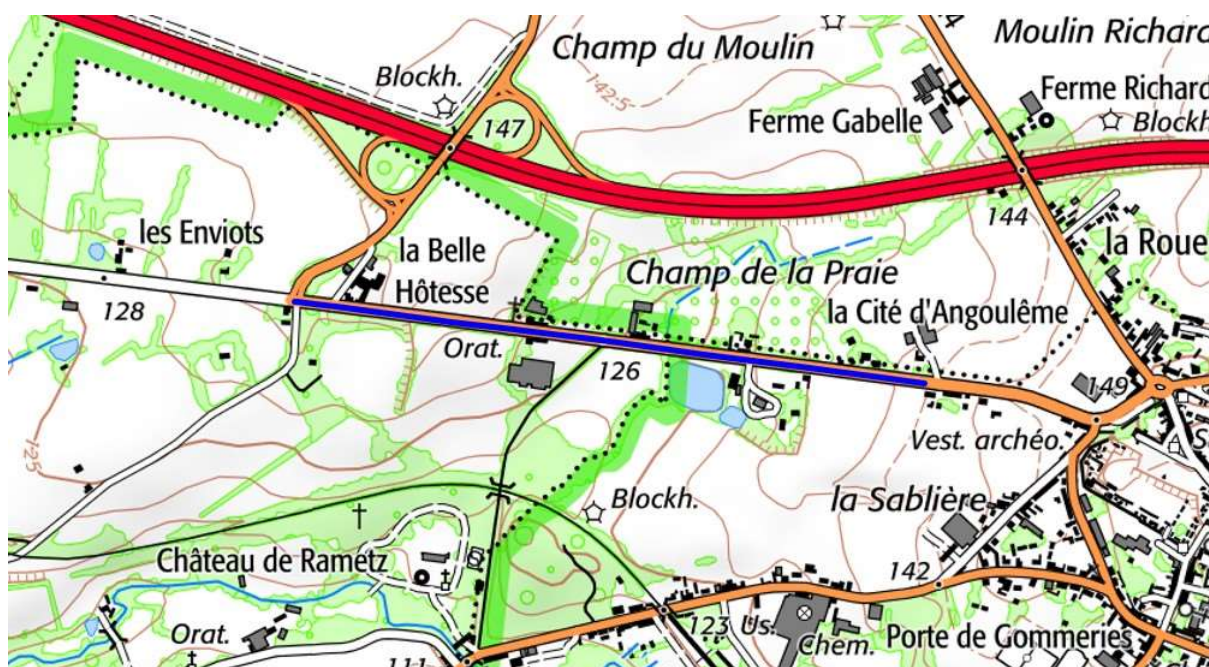 Champ du Moulin
Moulin Richard
Blockh.
142.5
147
Ferme Gabelle
Ferme Richard
Blockh
144
les Enviots
la Belle
Hôtesse
Champ de la Praie
la Roue
128
la Cité d'Angoulême
Orat.
126
149
125
Vest. archéo.
Blockh.
la Sablière
Château de Rametz
142
Orat.
123
Us.
Chem.
Porte de Gommeries
111